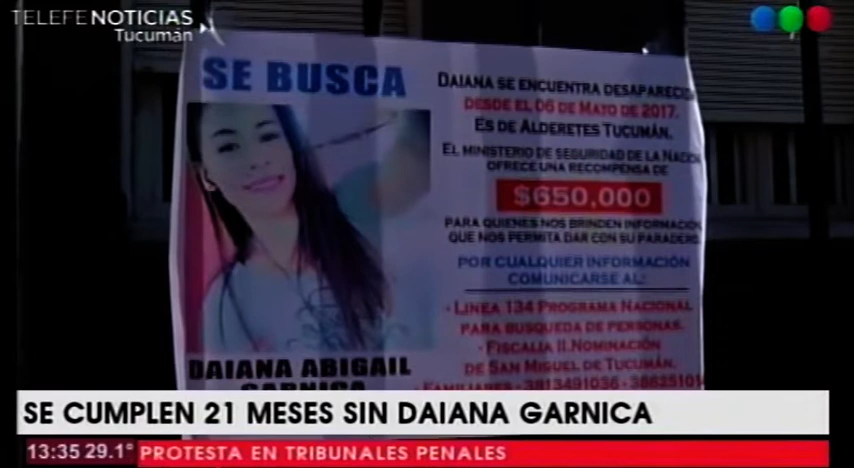 TELEFENOTICIAS
Tucumán
SE BUSCA
DAIANA SE ENCUENTRA
DESDE EL 06 DE MAYO DE 2017.
ES DE ALDERETES TUCUMÁN.
EL MINISTERIO DE SEGURIDAD DE LA
OFRECE UNA RECOMPENSA DE
$650,000
PARA QUIENES NOS BRINDEN INFORMACIÓN
QUE NOS PERMITA DAR CON SU PARADERO
POR CUALQUIER INFORMACIÓN
COMUNICARSE AL:
- LINEA 134 PROGRAMA NACIONAL
PARA BUSQUEDA DE PERSONAS.
- FISCALIA II.NOMINACIÓN
DE SAN MIGUEL DE TUCUMÁN.
FAMILIARES - 3813491036 -
DAIANA ABIGAIL
GARNICA
SE CUMPLEN 21 MESES SIN DAIANA GARNICA
13:35 29.1° PROTESTA EN TRIBUNALES PENALES